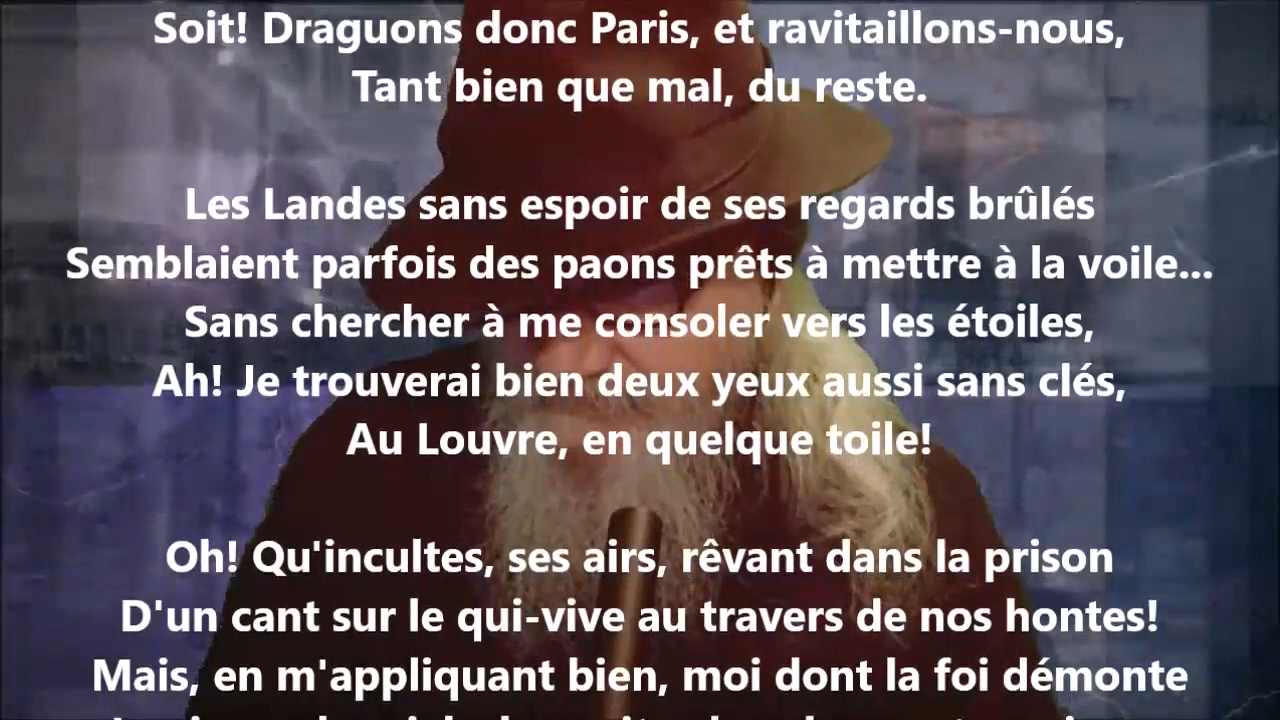 Soit! Draguons donc Paris, et ravitaillons-nous,
Tant bien que mal, du reste.
Les Landes sans espoir de ses regards brûlés
Semblaient parfois des paons prêts à mettre à la voile...
Sans chercher à me consoler vers les étoiles,
Ah! Je trouverai bien deux yeux aussi sans clés,
Au Louvre, en quelque toile!
Oh! Qu'incultes, ses airs, rêvant dans la prison
D'un cant sur le qui-vive au travers de nos hontes!
Mais, en m'appliquant bien, moi dont la foi démonte